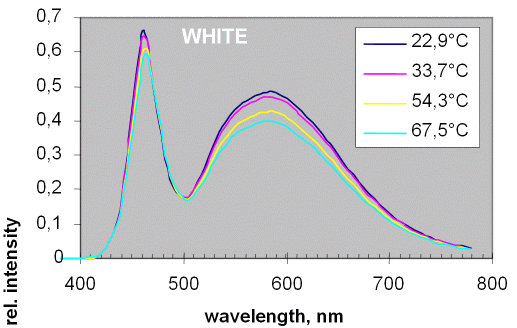 0,7
0,6
0,5
0,4
0,3
0,2
0,1
0
rel. intensity
WHITE
22,9°C
33,7°C
54,3°C
67,5°C
400 500 600 700 800
wavelength, nm